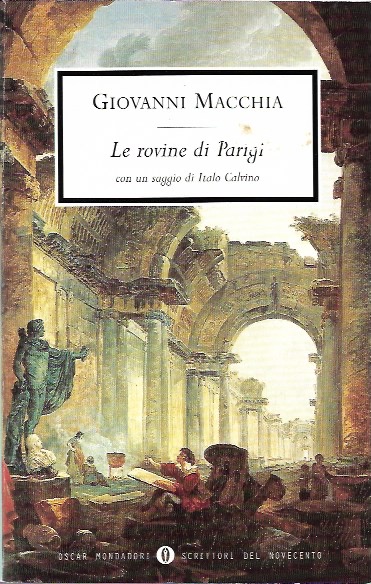 GIOVANNI MACCHIA
Le rovine di Parigi
con un saggio di Italo Calvino
OSCAR MONDADORI SCRITTORI DEL NOVECENTO